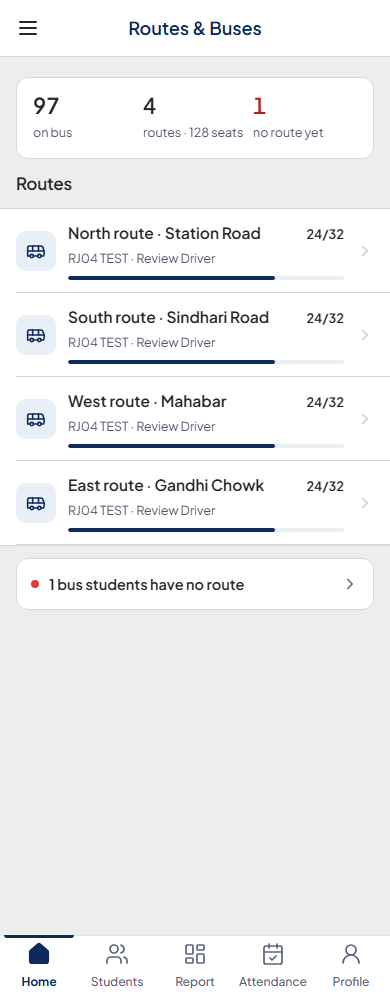 Routes & Buses
97 4 1
on bus routes · 128 seats no route yet
Routes
North route · Station Road 24/32
RJ04 TEST · Review Driver
South route · Sindhari Road 24/32
RJ04 TEST · Review Driver
West route · Mahabar 24/32
RJ04 TEST · Review Driver
East route · Gandhi Chowk 24/32
RJ04 TEST · Review Driver
1 bus students have no route
Home Students Report Attendance Profile